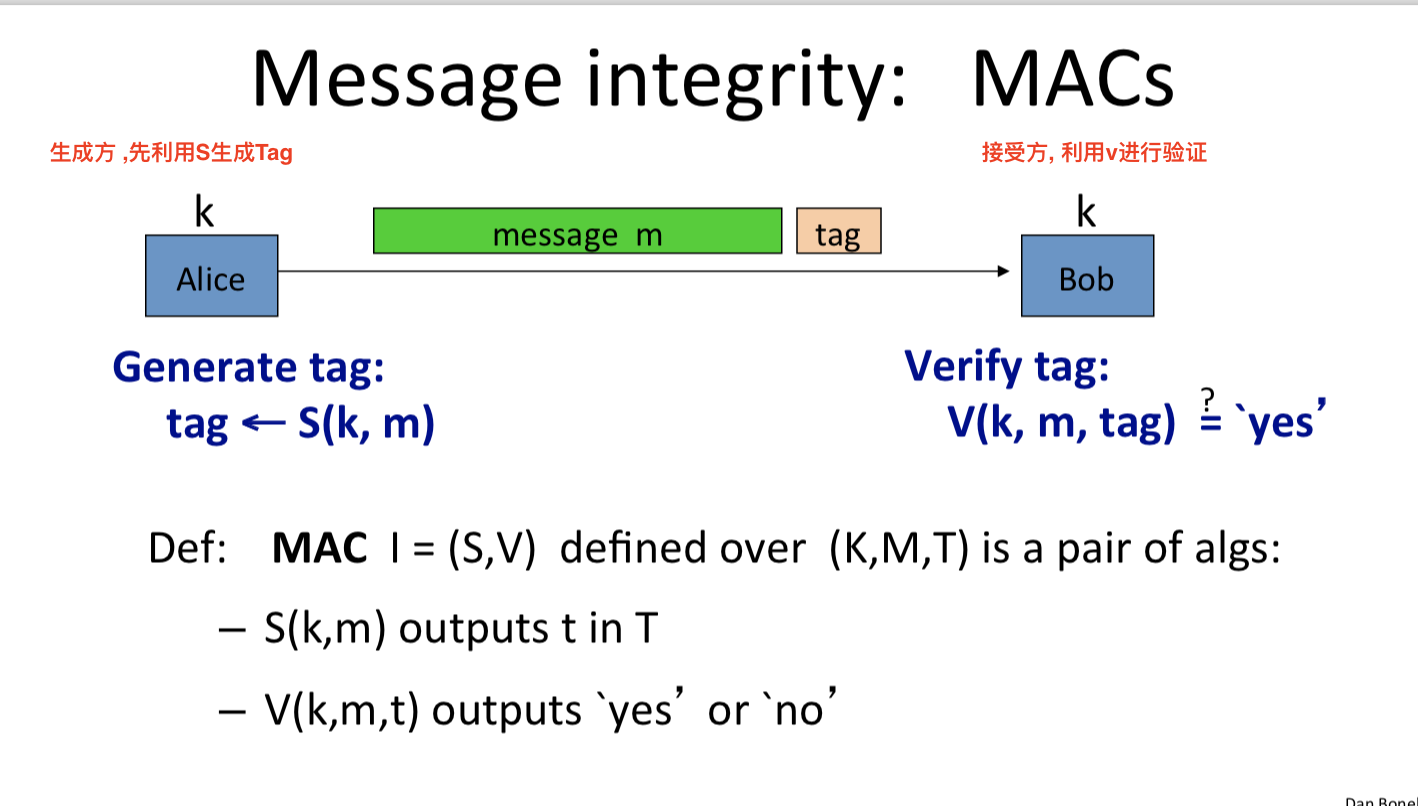 Message integrity: MACs
生成方 ,先利用S生成Tag
接受方, 利用v进行验证
k
k
message m
tag
Alice
Bob
Generate tag:
tag ← S(k, m)
Verify tag:
V(k, m, tag) ≟ `yes’
Def: MAC I = (S,V) defined over (K,M,T) is a pair of algs:
– S(k,m) outputs t in T
– V(k,m,t) outputs `yes’ or `no’
Dan